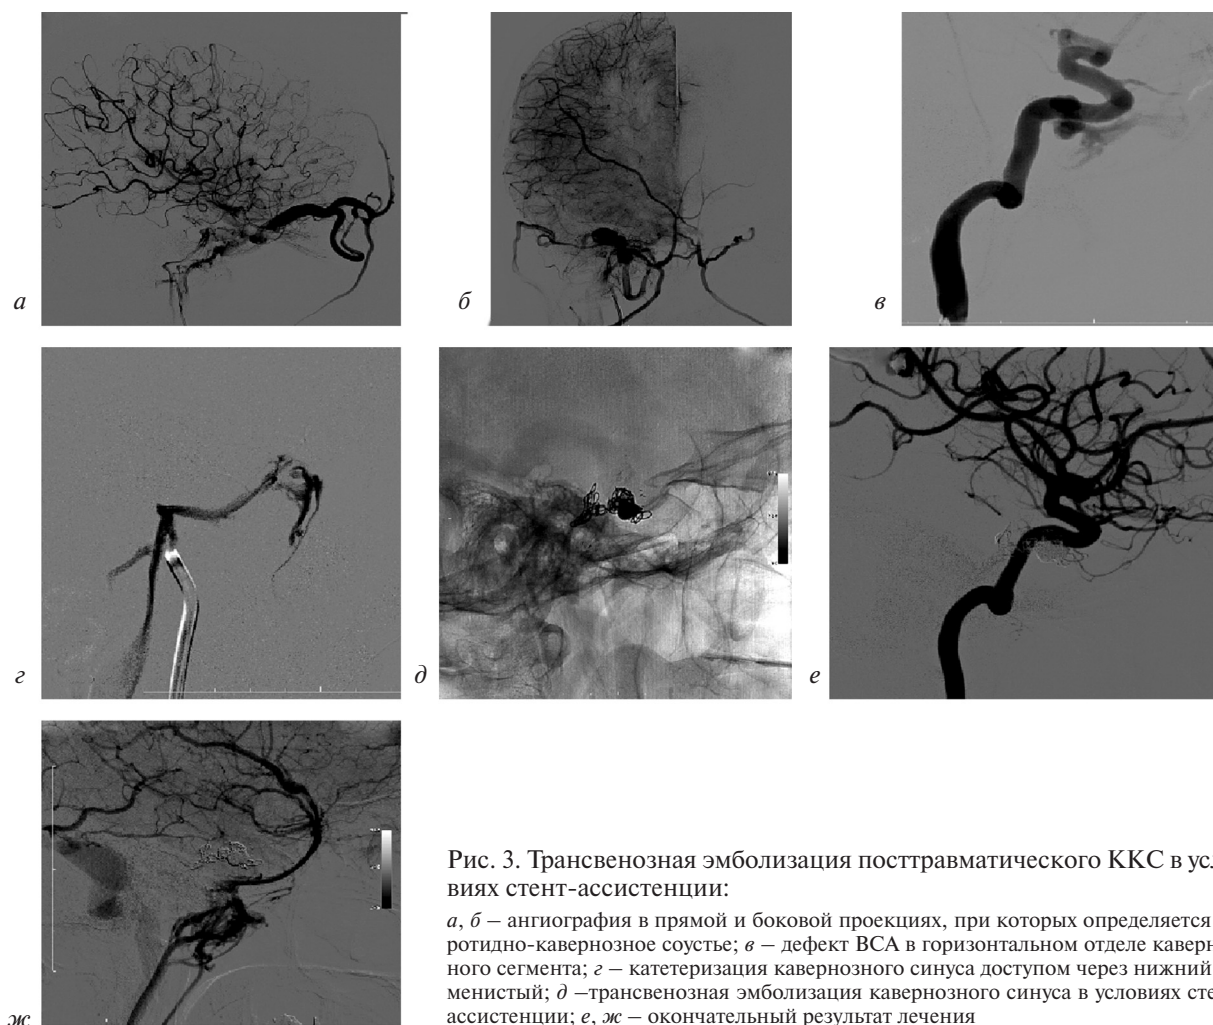 а
б
в
г
д
е
ж
Рис. 3. Трансвенозная эмболизация посттравматического ККС в усл
виях стент-ассистенции:
а, б – ангиография в прямой и боковой проекциях, при которых определяется
ротидно-кавернозное соустье; в – дефект ВСА в горизонтальном отделе каверн
ного сегмента; г – катетеризация кавернозного синуса доступом через нижний
менистый; д –трансвенозная эмболизация кавернозного синуса в условиях сте
ассистенции; е, ж – окончательный результат лечения